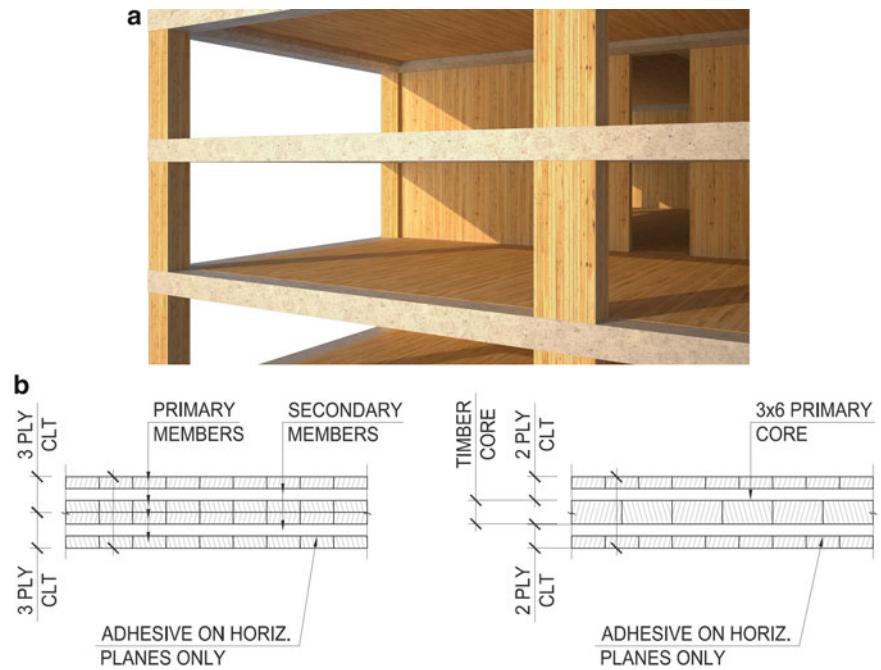 a
b
3 PLY
CLT
3 PLY
CLT
PRIMARY
MEMBERS
SECONDARY
MEMBERS
ADHESIVE ON HORIZ.
PLANES ONLY
TIMBER
CORE
2 PLY
CLT
2 PLY
CLT
3x6 PRIMARY
CORE
ADHESIVE ON HORIZ.
PLANES ONLY